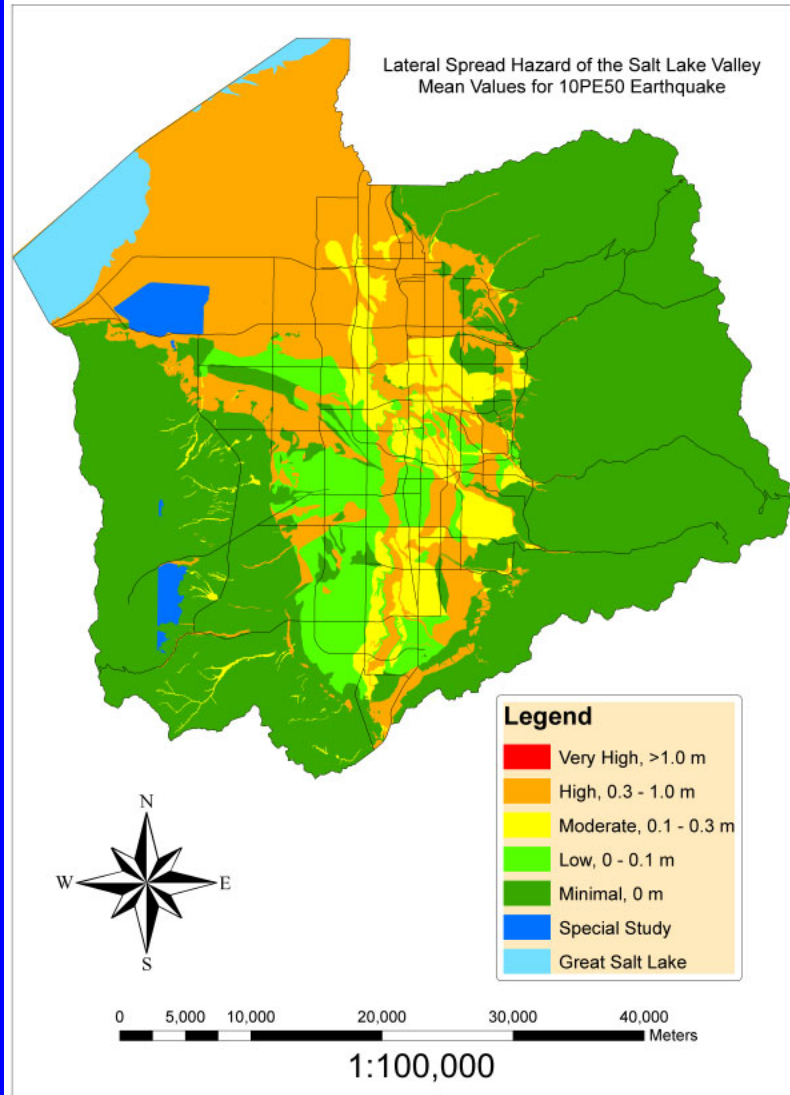 Lateral Spread Hazard of the Salt Lake Valley
Mean Values for 10PE50 Earthquake
Legend
Very High, >1.0 m
High, 0.3 - 1.0 m
Moderate, 0.1 - 0.3 m
Low, 0 - 0.1 m
Minimal, 0 m
Special Study
Great Salt Lake
N
W E
S
0 5,000 10,000 20,000 30,000 40,000
Meters
1:100,000